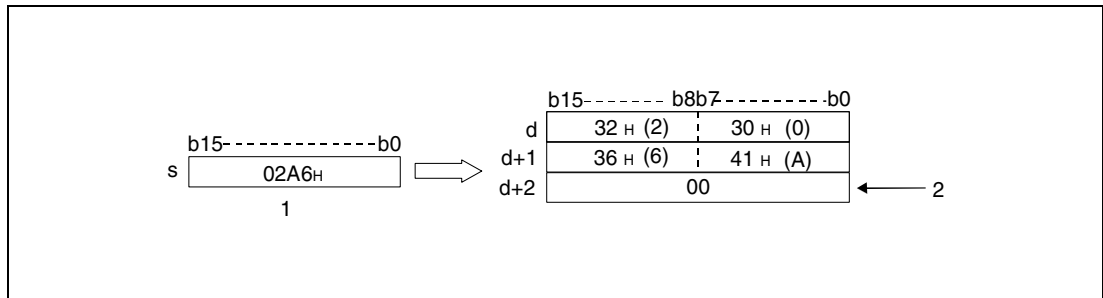 b15------------b0
s 02A6H
1
b15------- b8b7------------b0
d 32 H (2) 30 H (0)
d+1 36 H (6) 41 H (A)
d+2 00
2